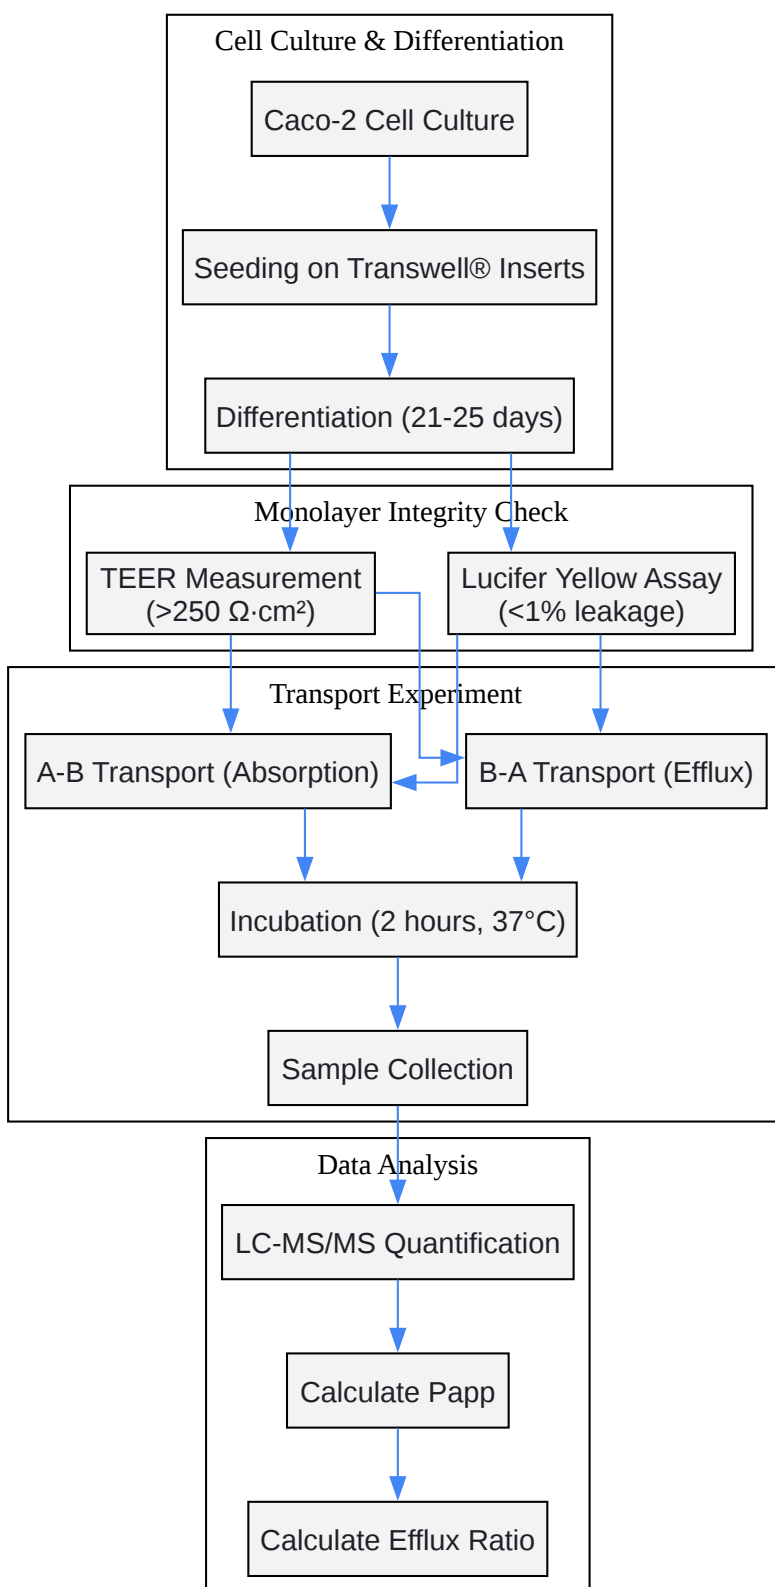 Cell Culture & Differentiation
Caco-2 Cell Culture
Seeding on Transwell® Inserts
Differentiation (21-25 days)
Monolayer Integrity Check
TEER Measurement
(>250 Ω·cm²)
Lucifer Yellow Assay
(<1% leakage)
Transport Experiment
A-B Transport (Absorption)
B-A Transport (Efflux)
Incubation (2 hours, 37°C)
Sample Collection
Data Analysis
LC-MS/MS Quantification
Calculate Papp
Calculate Efflux Ratio